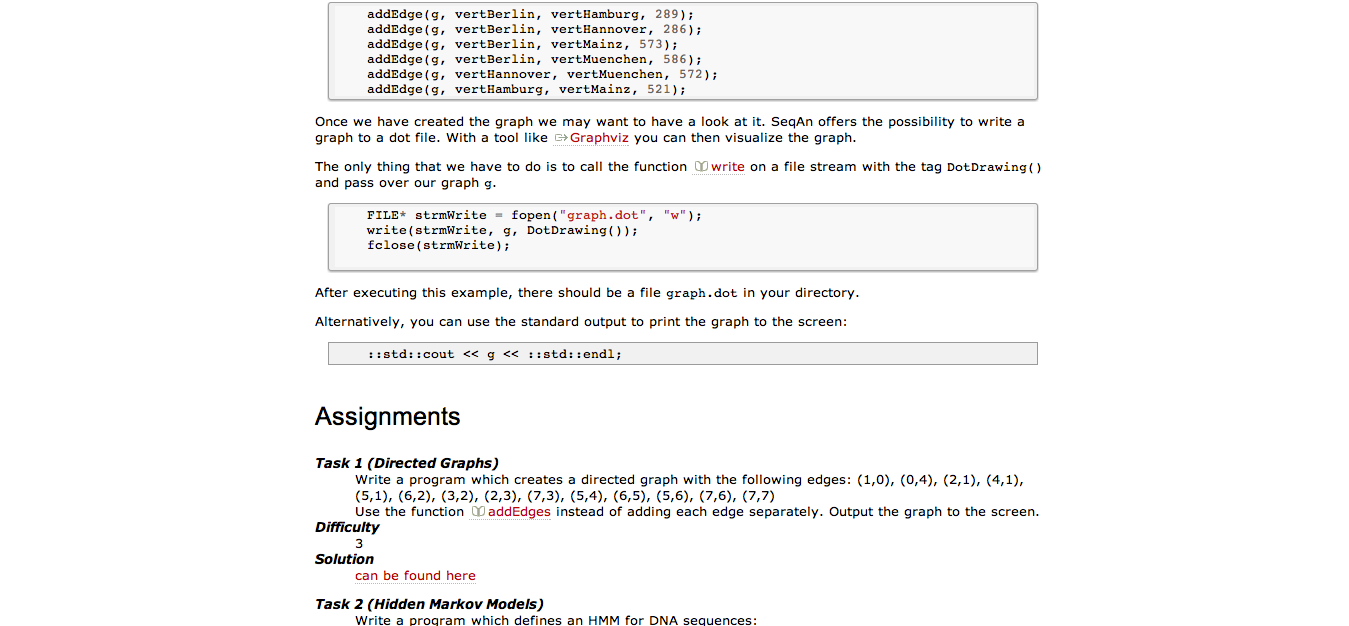 addEdge(g, vertBerlin, vertHamburg, 289);
addEdge(g, vertBerlin, vertHannover, 286);
addEdge(g, vertBerlin, vertMainz, 573);
addEdge(g, vertBerlin, vertMuenchen, 586);
addEdge(g, vertHannover, vertMuenchen, 572);
addEdge(g, vertHamburg, vertMainz, 521);
Once we have created the graph we may want to have a look at it. SeqAn offers the possibility to write a
graph to a dot file. With a tool like Graphviz you can then visualize the graph.
The only thing that we have to do is to call the function write on a file stream with the tag DotDrawing()
and pass over our graph g.
FILE* strmWrite = fopen("graph.dot", "w");
write(strmWrite, g, DotDrawing());
fclose(strmWrite);
After executing this example, there should be a file graph.dot in your directory.
Alternatively, you can use the standard output to print the graph to the screen:
::std::cout << g << ::std::endl;
Assignments
Task 1 (Directed Graphs)
Write a program which creates a directed graph with the following edges: (1,0), (0,4), (2,1), (4,1),
(5,1), (6,2), (3,2), (2,3), (7,3), (5,4), (6,5), (5,6), (7,6), (7,7)
Use the function addEdges instead of adding each edge separately. Output the graph to the screen.
Difficulty
3
Solution
can be found here
Task 2 (Hidden Markov Models)
Write a program which defines an HMM for DNA sequences: